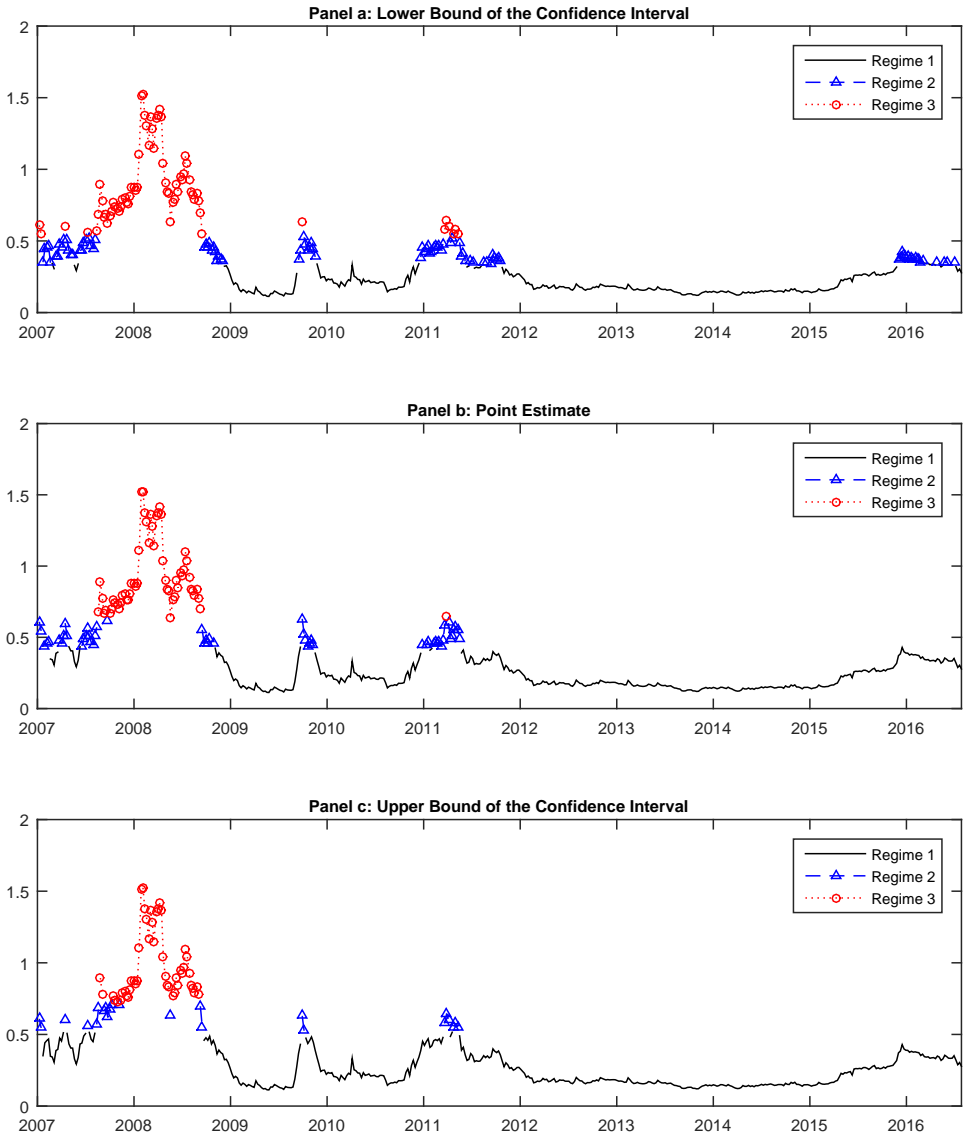 Panel a: Lower Bound of the Confidence Interval
2
1.5
1
0.5
0
Regime 1
Regime 2
Regime 3
2007 2008 2009 2010 2011 2012 2013 2014 2015 2016
Panel b: Point Estimate
2
1.5
1
0.5
0
Regime 1
Regime 2
Regime 3
2007 2008 2009 2010 2011 2012 2013 2014 2015 2016
Panel c: Upper Bound of the Confidence Interval
2
1.5
1
0.5
0
Regime 1
Regime 2
Regime 3
2007 2008 2009 2010 2011 2012 2013 2014 2015 2016